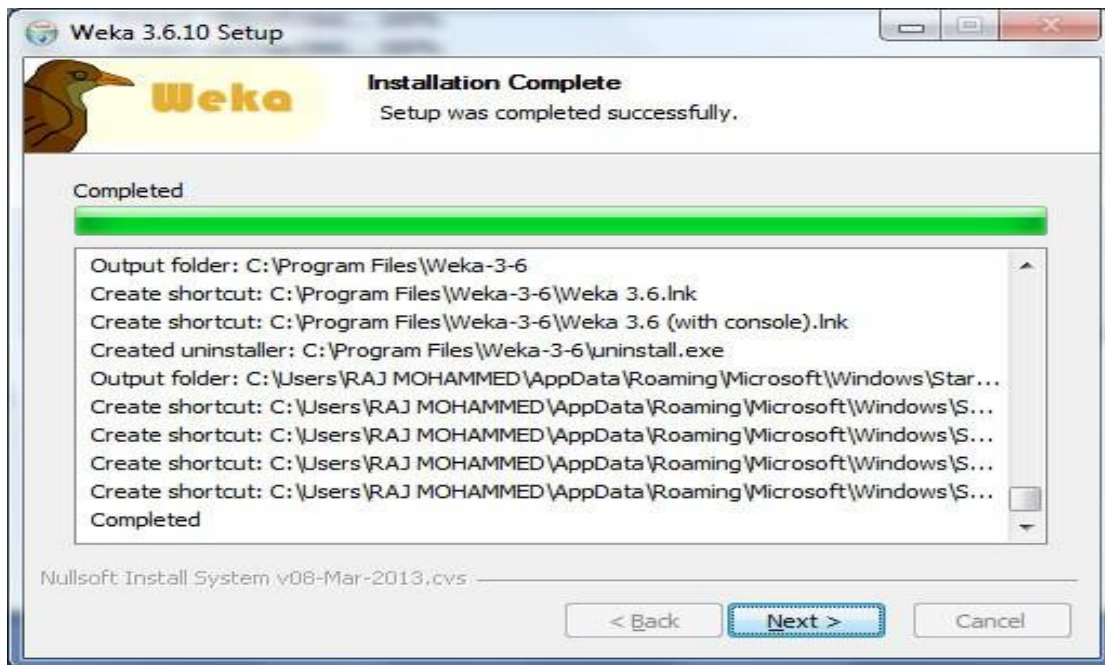 Weka 3.6.10 Setup
Weka
Installation Complete
Setup was completed successfully.
Completed
Output folder: C:\Program Files\Weka-3-6
Create shortcut: C:\Program Files\Weka-3-6\Weka 3.6.lnk
Create shortcut: C:\Program Files\Weka-3-6\Weka 3.6 (with console).lnk
Created uninstaller: C:\Program Files\Weka-3-6\uninstall.exe
Output folder: C:\Users\RAJ MOHAMMED\AppData\Roaming\Microsoft\Windows\Star...
Create shortcut: C:\Users\RAJ MOHAMMED\AppData\Roaming\Microsoft\Windows\S...
Create shortcut: C:\Users\RAJ MOHAMMED\AppData\Roaming\Microsoft\Windows\S...
Create shortcut: C:\Users\RAJ MOHAMMED\AppData\Roaming\Microsoft\Windows\S...
Create shortcut: C:\Users\RAJ MOHAMMED\AppData\Roaming\Microsoft\Windows\S...
Completed
Nullsoft Install System v08-Mar-2013.cvs
< Back Next > Cancel